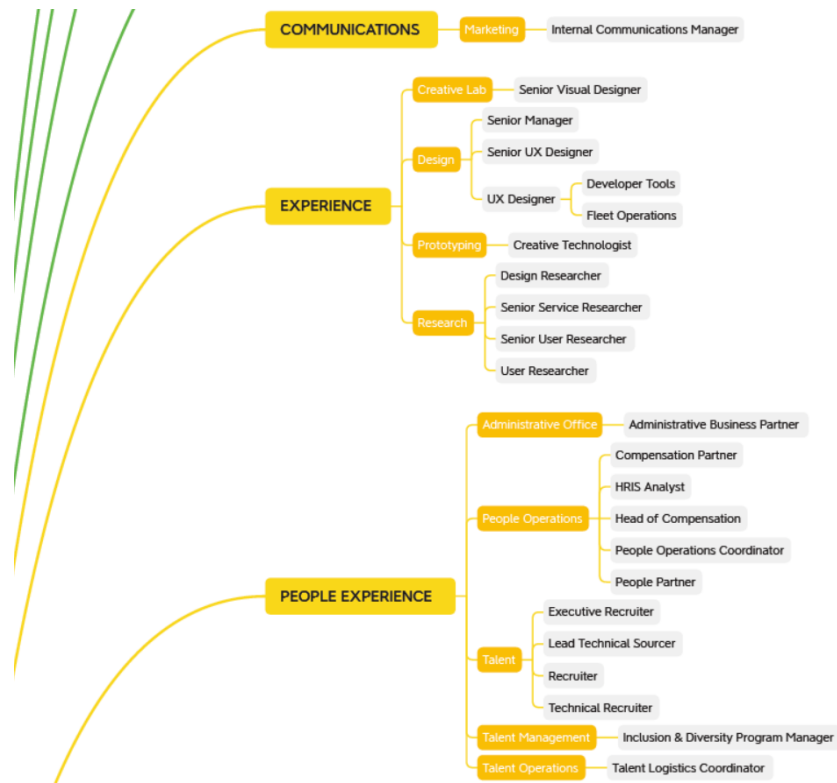 COMMUNICATIONS
Marketing
Internal Communications Manager
EXPERIENCE
Creative Lab
Senior Visual Designer
Design
Senior Manager
Senior UX Designer
UX Designer
Developer Tools
Fleet Operations
Prototyping
Creative Technologist
Research
Design Researcher
Senior Service Researcher
Senior User Researcher
User Researcher
PEOPLE EXPERIENCE
Administrative Office
Administrative Business Partner
People Operations
Compensation Partner
HRIS Analyst
Head of Compensation
People Operations Coordinator
People Partner
Talent
Executive Recruiter
Lead Technical Sourcer
Recruiter
Technical Recruiter
Talent Management
Inclusion & Diversity Program Manager
Talent Operations
Talent Logistics Coordinator